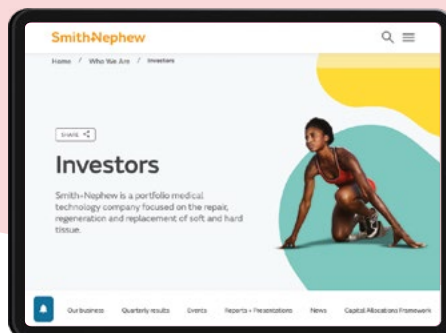 Smith+Nephew
Home / Who We Are / Investors
SHARE
Investors
Smith+Nephew is a portfolio medical
technology company focused on the repair,
regeneration and replacement of soft and hard
tissue.
Our business Quarterly results Events Reports + Presentations News Capital Allocations Framework